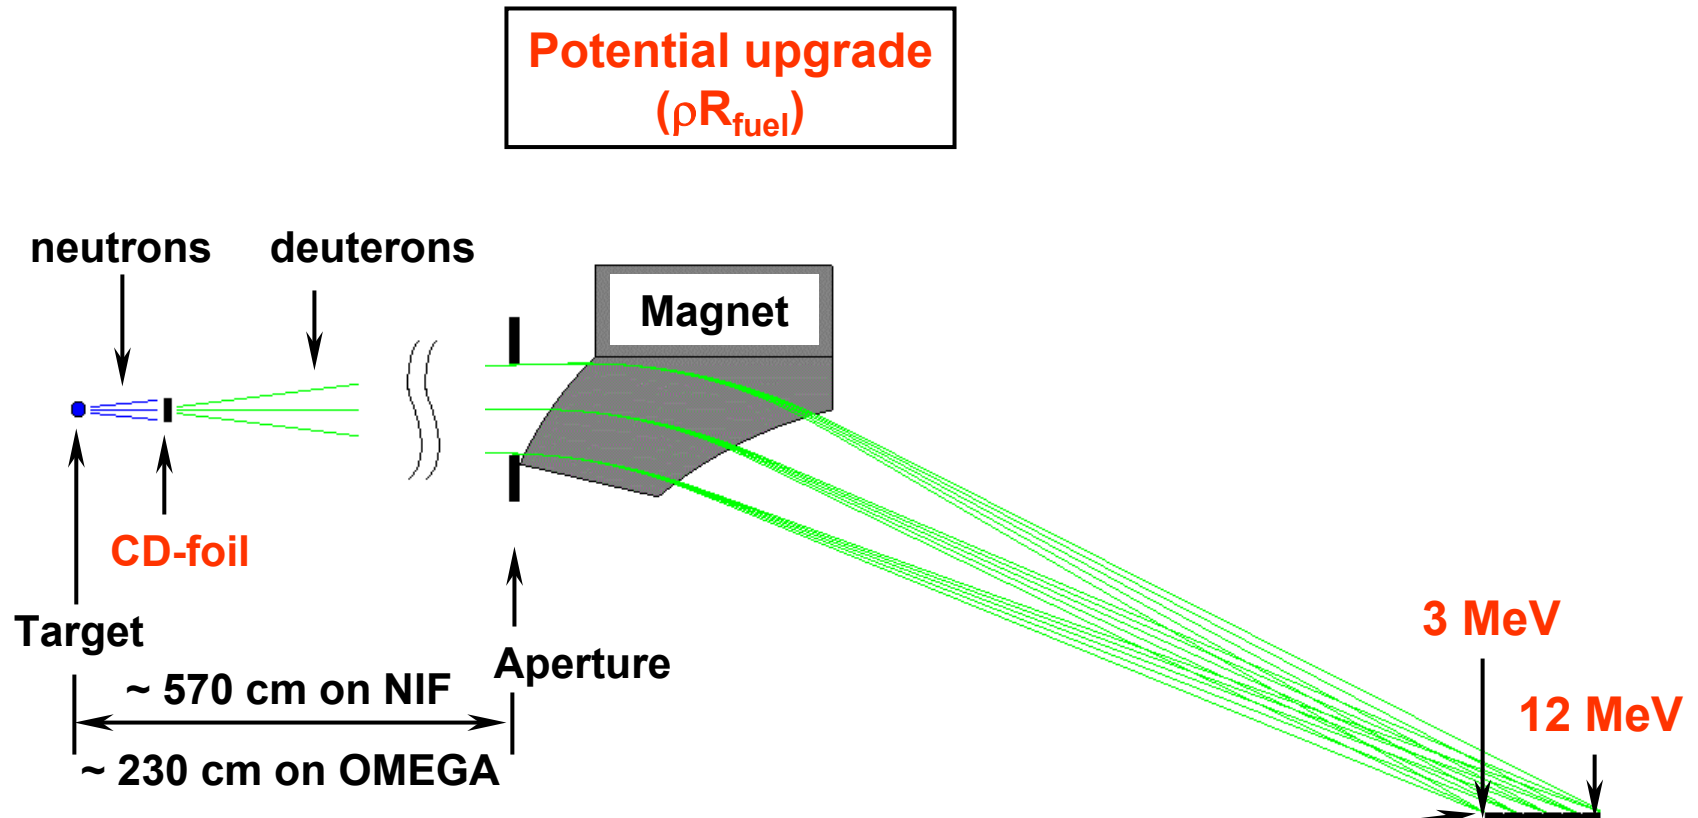 Potential upgrade
(ρR_fuel)
neutrons
deuterons
Magnet
CD-foil
Target
Aperture
~ 570 cm on NIF
~ 230 cm on OMEGA
3 MeV
12 MeV